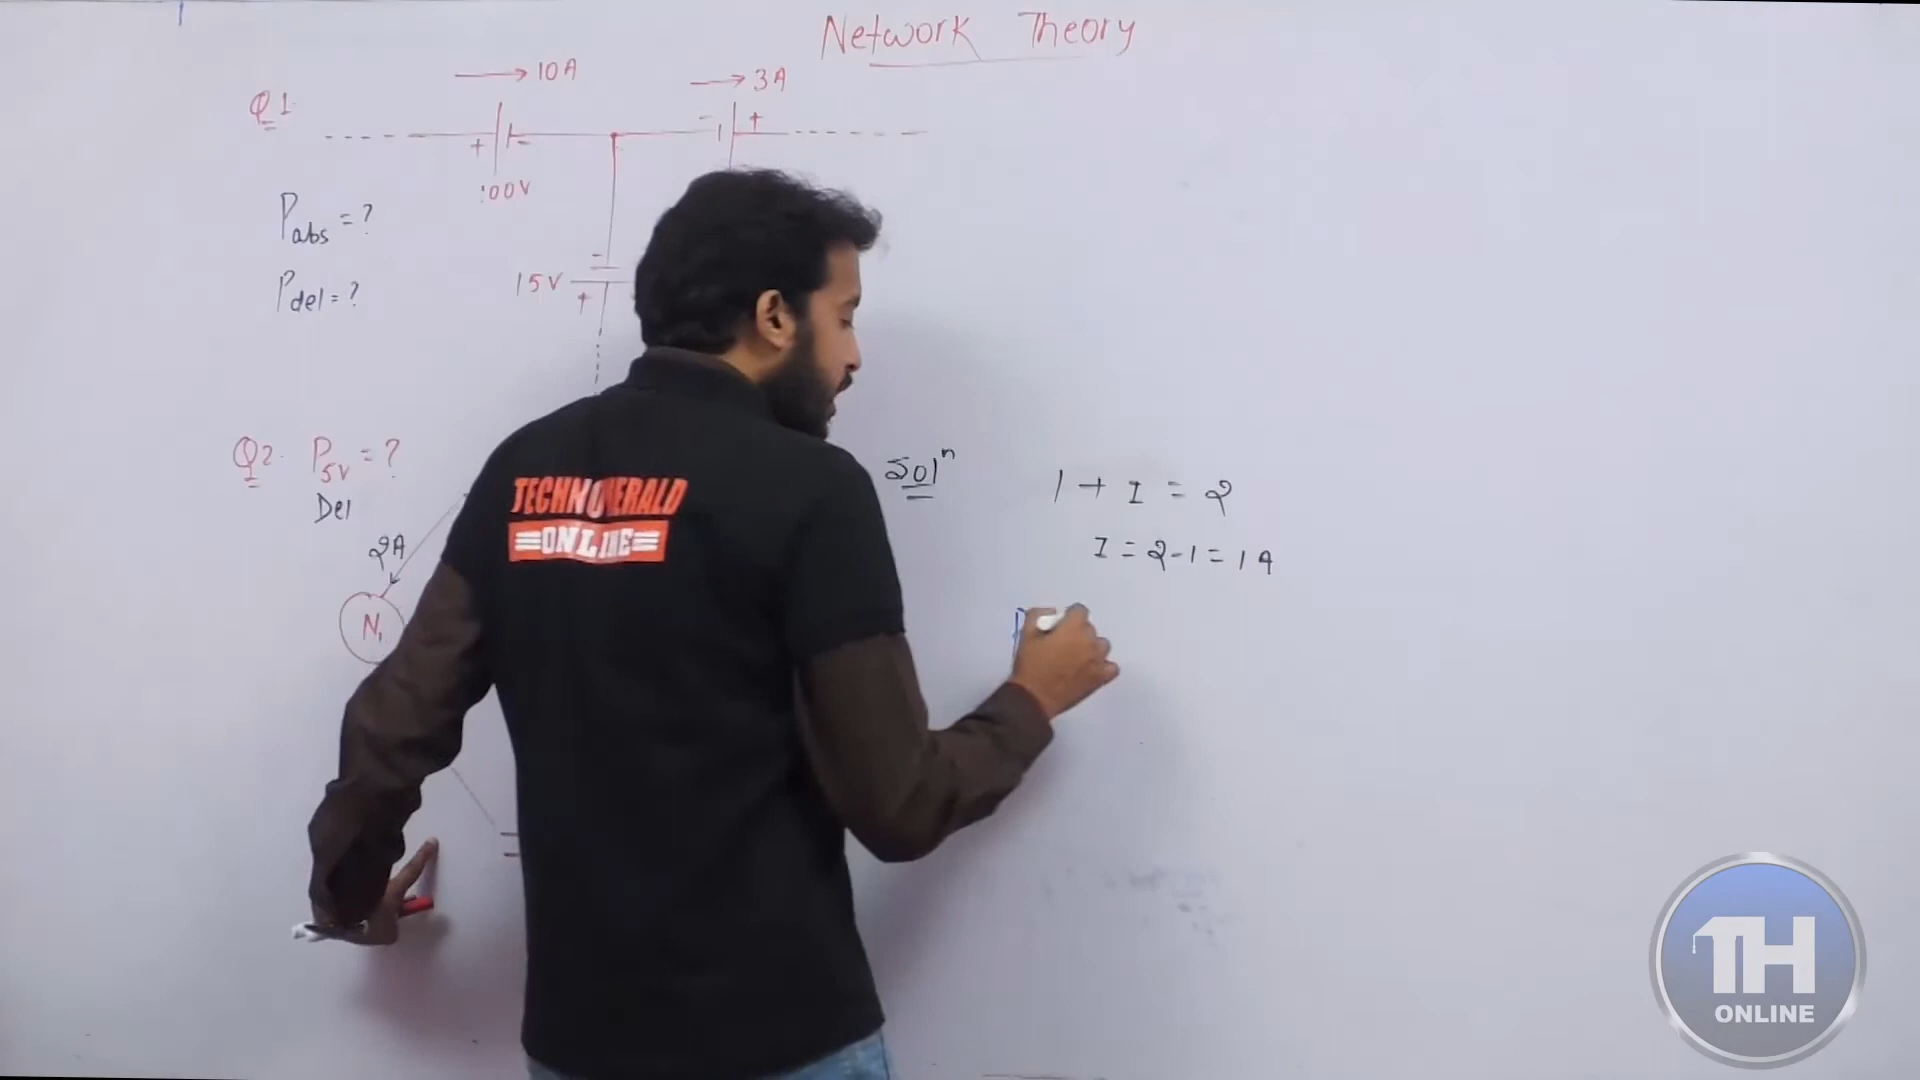 Network Theory
Q1.
→ 10A
→ 3A
+ -
- +
100V
Pabs = ?
Pdel = ?
-
15V
+
Q2. P5V = ?
Del
2A
N1
Solⁿ
1 + I = 2
I = 2-1 = 1A
P
TECHNOHERALD
ONLINE
TH
ONLINE